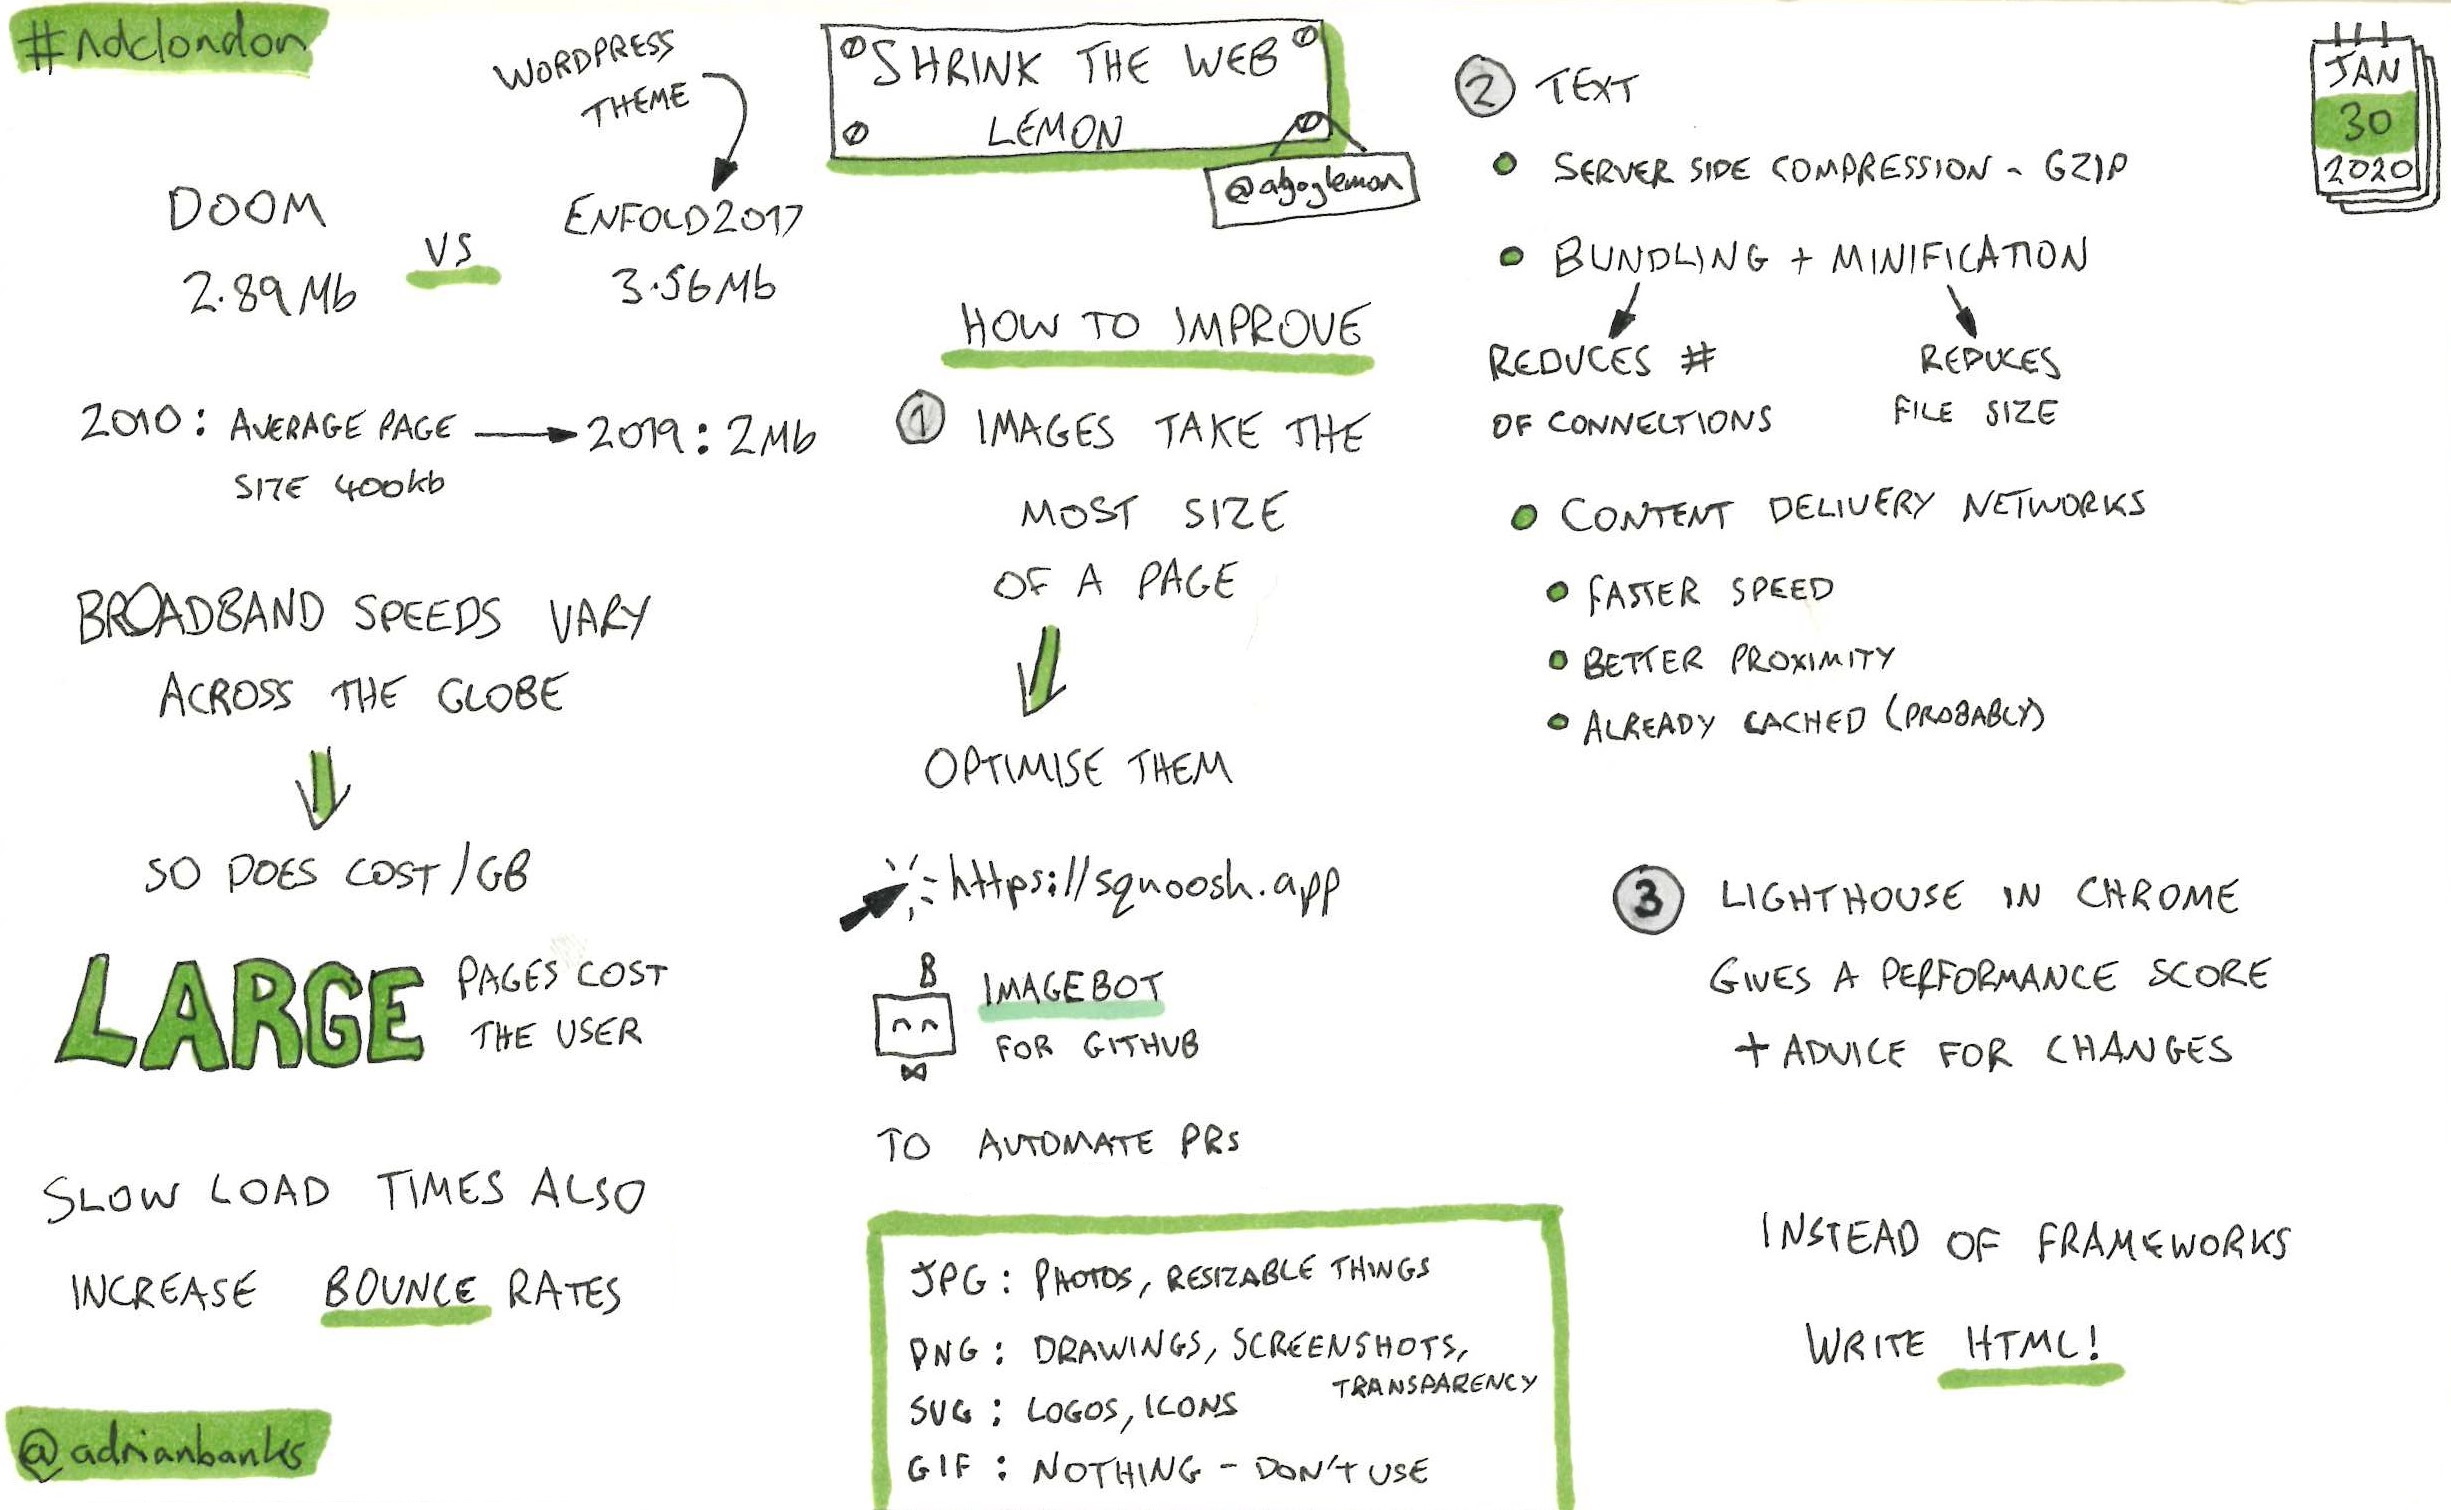 #ndclondon
WORDPRESS
THEME
DOOM
2.89Mb
VS
ENFOLD2017
3.56Mb
2010: AVERAGE PAGE
SIZE 400kb
2019: 2Mb
BROADBAND SPEEDS VARY
ACROSS THE GLOBE
SO DOES COST/GB
LARGE PAGES COST
THE USER
SLOW LOAD TIMES ALSO
INCREASE BOUNCE RATES
@adrianbanks
SHRINK THE WEB
LEMON
HOW TO IMPROVE
1 IMAGES TAKE THE
MOST SIZE
OF A PAGE
OPTIMISE THEM
https://squoosh.app
IMAGEBOT
FOR GITHUB
TO AUTOMATE PRs
JPG: PHOTOS, RESIZABLE THINGS
PNG: DRAWINGS, SCREENSHOTS,
TRANSPARENCY
SVG: LOGOS, ICONS
GIF: NOTHING - DON'T USE
2 TEXT
SERVER SIDE COMPRESSION - GZIP
BUNDLING + MINIFICATION
REDUCES #
OF CONNECTIONS
REDUCES
FILE SIZE
CONTENT DELIVERY NETWORKS
FASTER SPEED
BETTER PROXIMITY
ALREADY CACHED (PROBABLY)
3 LIGHTHOUSE IN CHROME
GIVES A PERFORMANCE SCORE
+ ADVICE FOR CHANGES
INSTEAD OF FRAMEWORKS
WRITE HTML!
JAN
30
2020